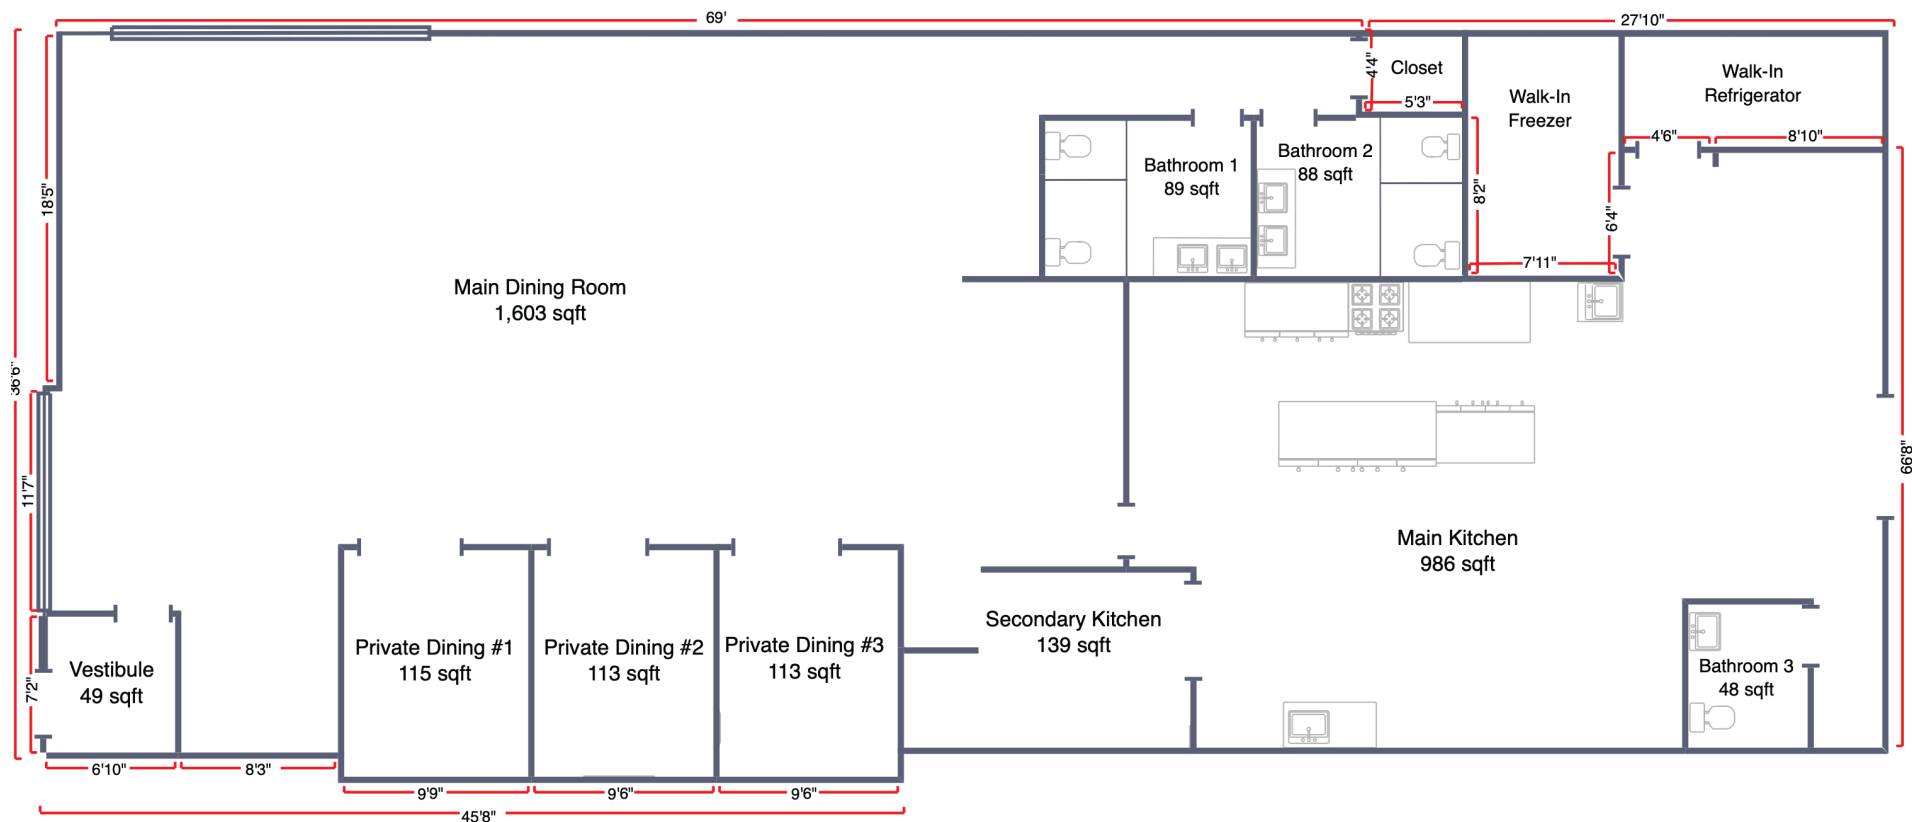 69'
27'10"
4'4"
Closet
5'3"
Walk-In
Freezer
Walk-In
Refrigerator
4'6"
8'10"
18'5"
Bathroom 1
89 sqft
Bathroom 2
88 sqft
8'2"
6'4"
7'11"
Main Dining Room
1,603 sqft
36'6"
11'7"
66'8"
Main Kitchen
986 sqft
Secondary Kitchen
139 sqft
Private Dining #1
115 sqft
Private Dining #2
113 sqft
Private Dining #3
113 sqft
Vestibule
49 sqft
7'2"
Bathroom 3
48 sqft
6'10"
8'3"
9'9"
9'6"
9'6"
45'8"